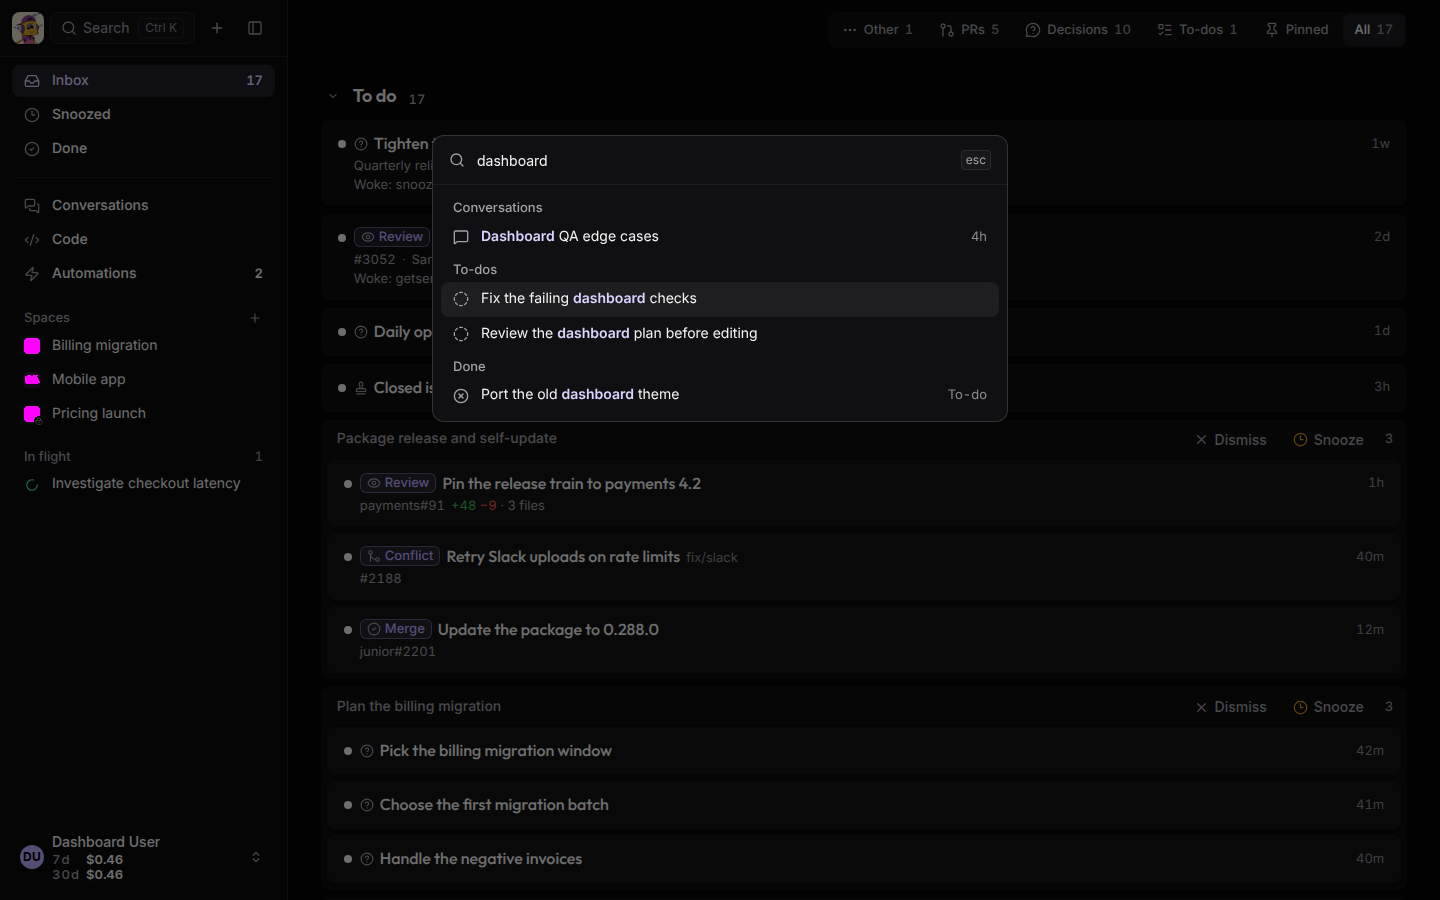 Search Ctrl K
Other 1
PRs 5
Decisions 10
To-dos 1
Pinned
All 17
Inbox 17
Snoozed
Done
Conversations
Code
Automations 2
Spaces
Billing migration
Mobile app
Pricing launch
In flight 1
Investigate checkout latency
Dashboard User
DU
7d $0.46
30d $0.46
To do 17
Tighten
1w
Quarterly
Woke:
Review
2d
#3052 ·
Woke:
Daily
1d
Closed
3h
dashboard
esc
Conversations
Dashboard QA edge cases 4h
To-dos
Fix the failing dashboard checks
Review the dashboard plan before editing
Done
Port the old dashboard theme To-do
Package release and self-update Dismiss Snooze 3
Review Pin the release train to payments 4.2 1h
payments#91 +48 −9 · 3 files
Conflict Retry Slack uploads on rate limits fix/slack 40m
#2188
Merge Update the package to 0.288.0 12m
junior#2201
Plan the billing migration Dismiss Snooze 3
Pick the billing migration window 42m
Choose the first migration batch 41m
Handle the negative invoices 40m